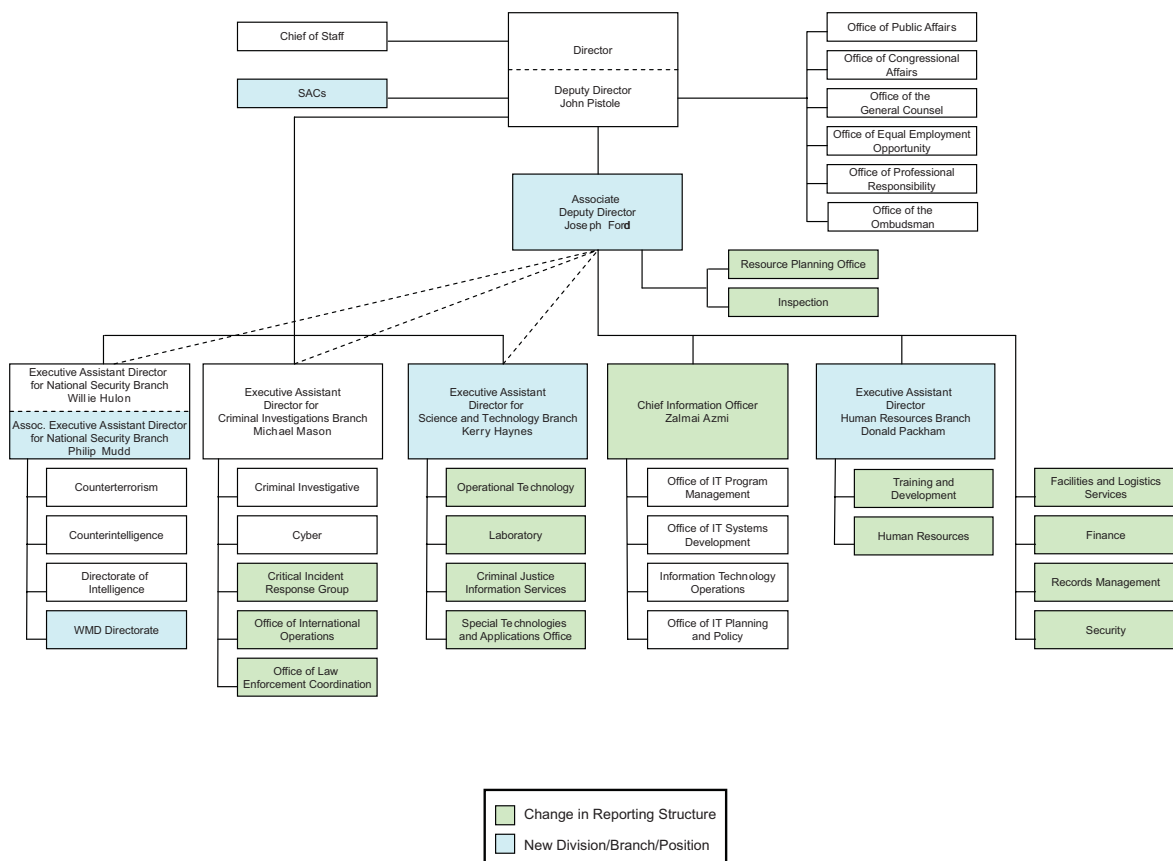 Chief of Staff
SACs
Director
Deputy Director
John Pistole
Office of Public Affairs
Office of Congressional
Affairs
Office of the
General Counsel
Office of Equal Employment
Opportunity
Office of Professional
Responsibility
Office of the
Ombudsman
Associate
Deputy Director
Joseph Ford
Resource Planning Office
Inspection
Executive Assistant Director
for National Security Branch
Willie Hulon
Assoc. Executive Assistant Director
for National Security Branch
Philip Mudd
Counterterrorism
Counterintelligence
Directorate of
Intelligence
WMD Directorate
Executive Assistant
Director for
Criminal Investigations Branch
Michael Mason
Criminal Investigative
Cyber
Critical Incident
Response Group
Office of International
Operations
Office of Law
Enforcement Coordination
Executive Assistant
Director for
Science and Technology Branch
Kerry Haynes
Operational Technology
Laboratory
Criminal Justice
Information Services
Special Technologies
and Applications Office
Chief Information Officer
Zalmai Azmi
Office of IT Program
Management
Office of IT Systems
Development
Information Technology
Operations
Office of IT Planning
and Policy
Executive Assistant
Director
Human Resources Branch
Donald Packham
Training and
Development
Human Resources
Facilities and Logistics
Services
Finance
Records Management
Security
Change in Reporting Structure
New Division/Branch/Position